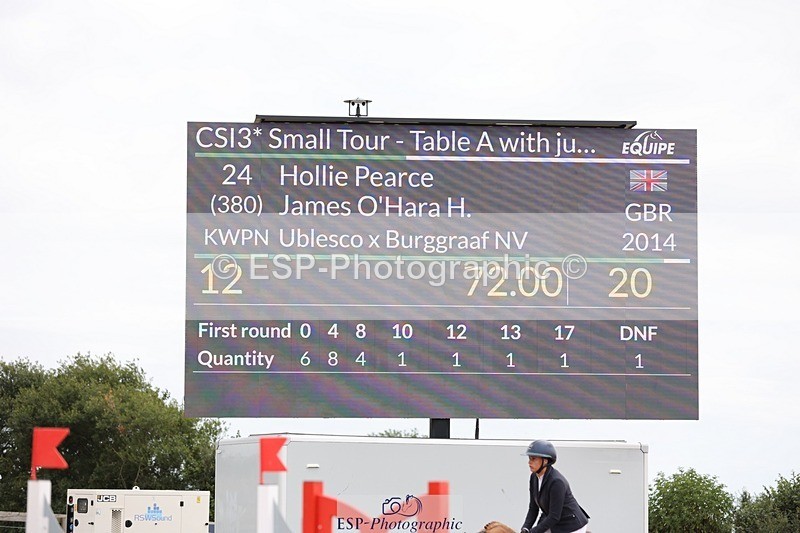 CSI3* Small Tour - Table A with ju... EQUIPE
24 Hollie Pearce
(380) James O'Hara H. GBR
KWPN Ublesco x Burggraaf NV 2014
© ESP-Photographic ©
12 72.00 20
First round 0 4 8 10 12 13 17 DNF
Quantity 6 8 4 1 1 1 1 1
JCB
RSWSound
ESP-Photographic